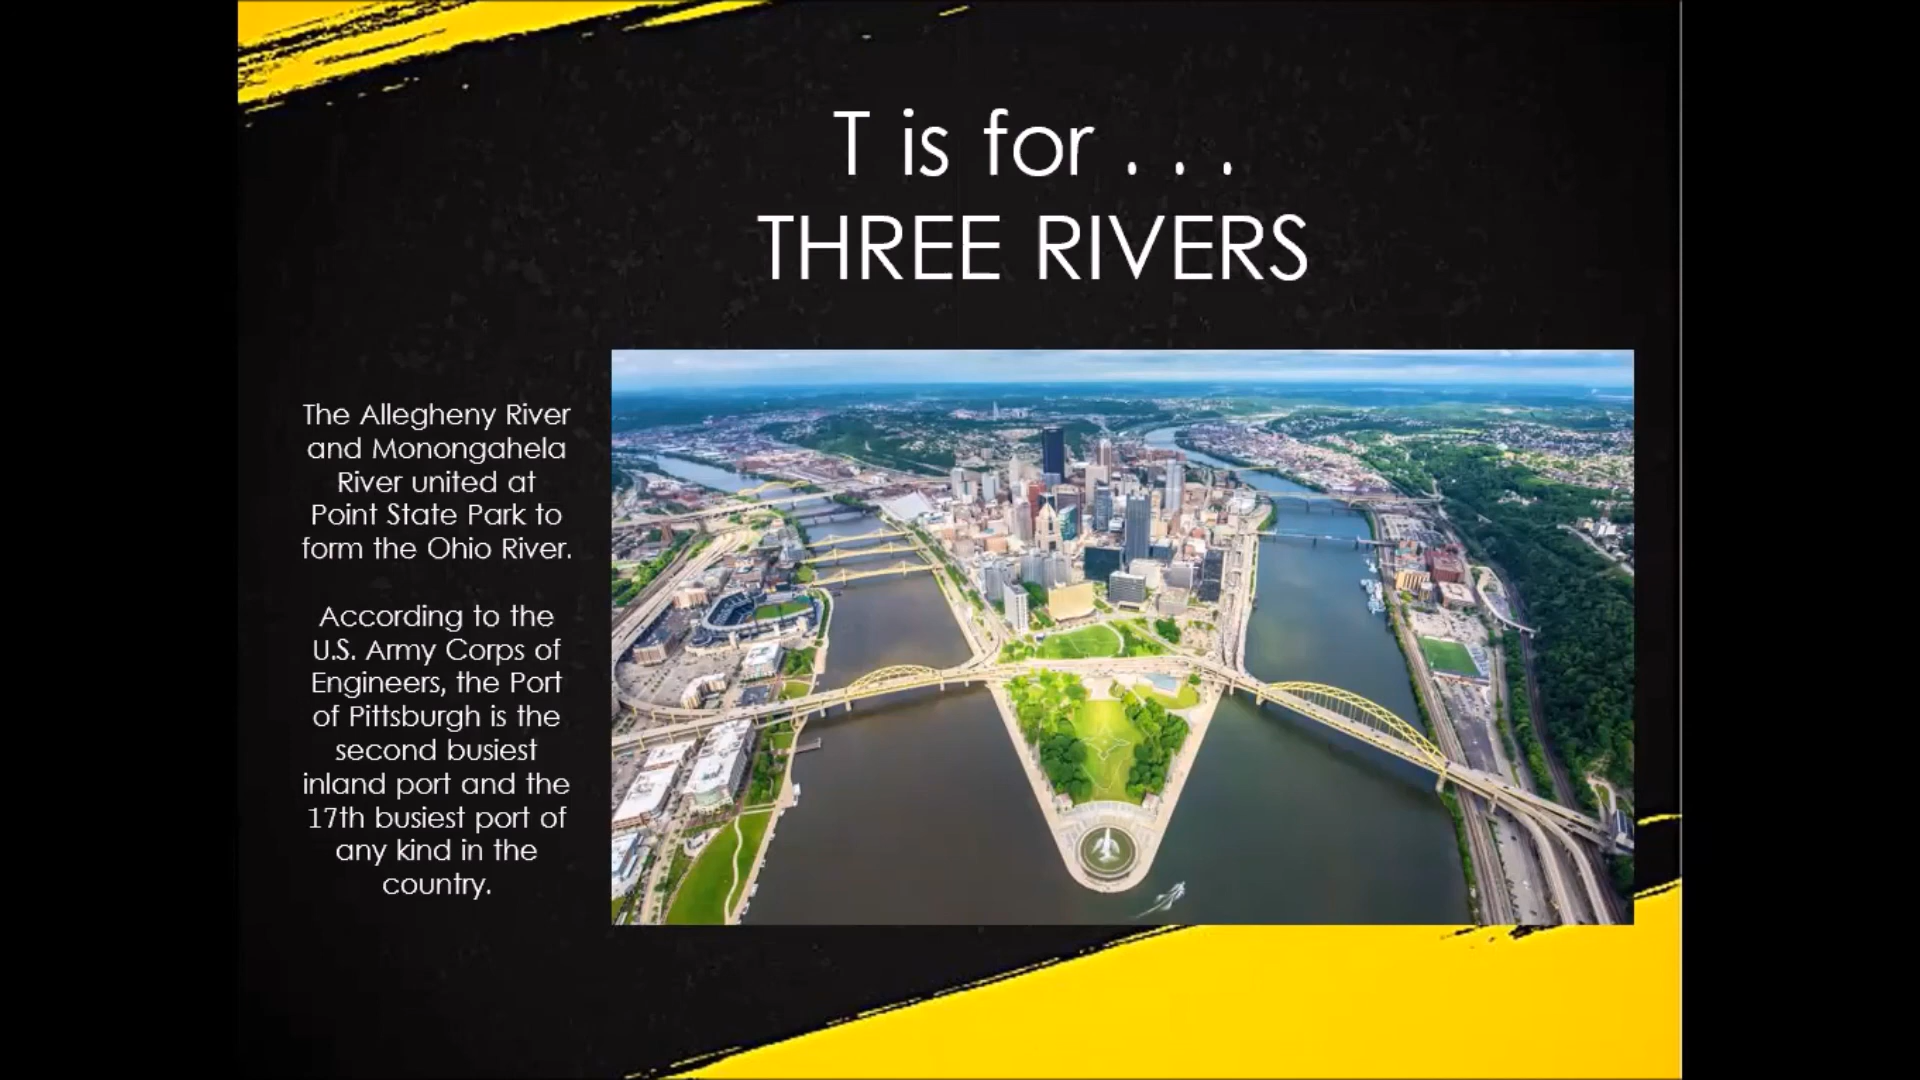 T is for . . .
THREE RIVERS
The Allegheny River
and Monongahela
River united at
Point State Park to
form the Ohio River.
According to the
U.S. Army Corps of
Engineers, the Port
of Pittsburgh is the
second busiest
inland port and the
17th busiest port of
any kind in the
country.